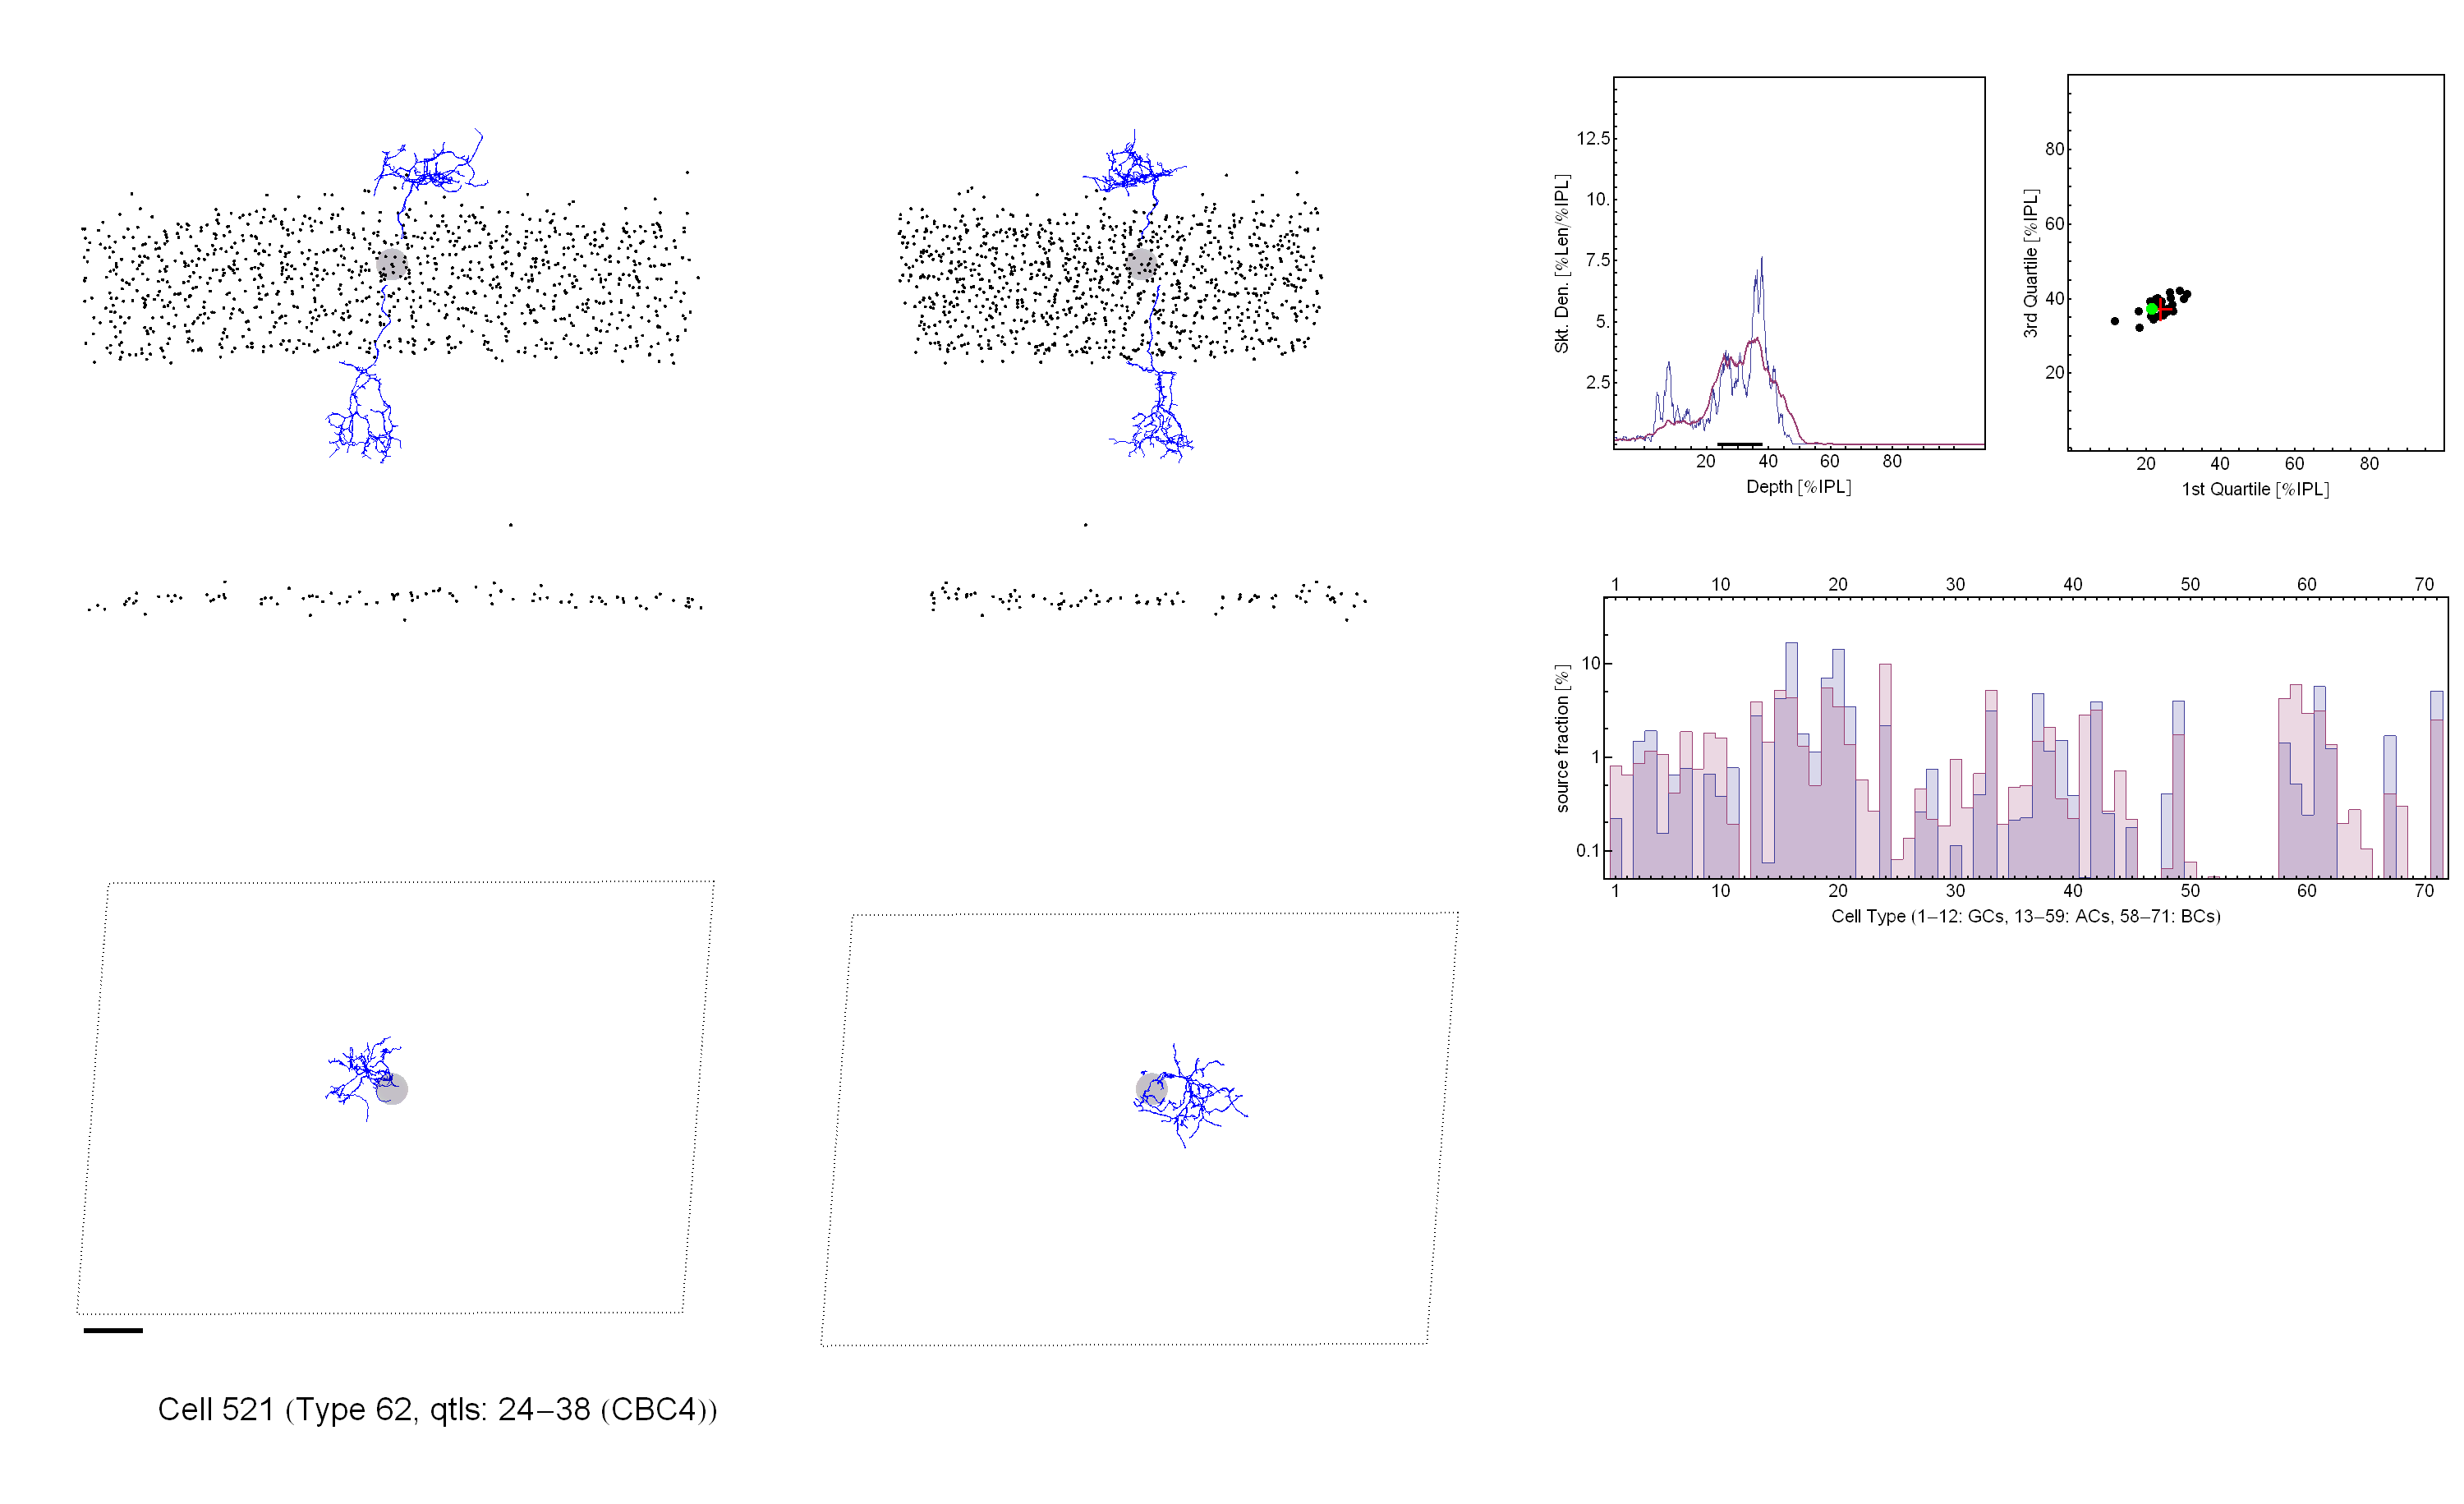 12.5
10.
7.5
5.
2.5
Skt. Den. [%Len/%IPL]
20 40 60 80
Depth [%IPL]
80
60
40
20
3rd Quartile [%IPL]
20 40 60 80
1st Quartile [%IPL]
1 10 20 30 40 50 60 70
10
1
0.1
source fraction [%]
1 10 20 30 40 50 60 70
Cell Type (1–12: GCs, 13–59: ACs, 58–71: BCs)
Cell 521 (Type 62, qtls: 24–38 (CBC4))